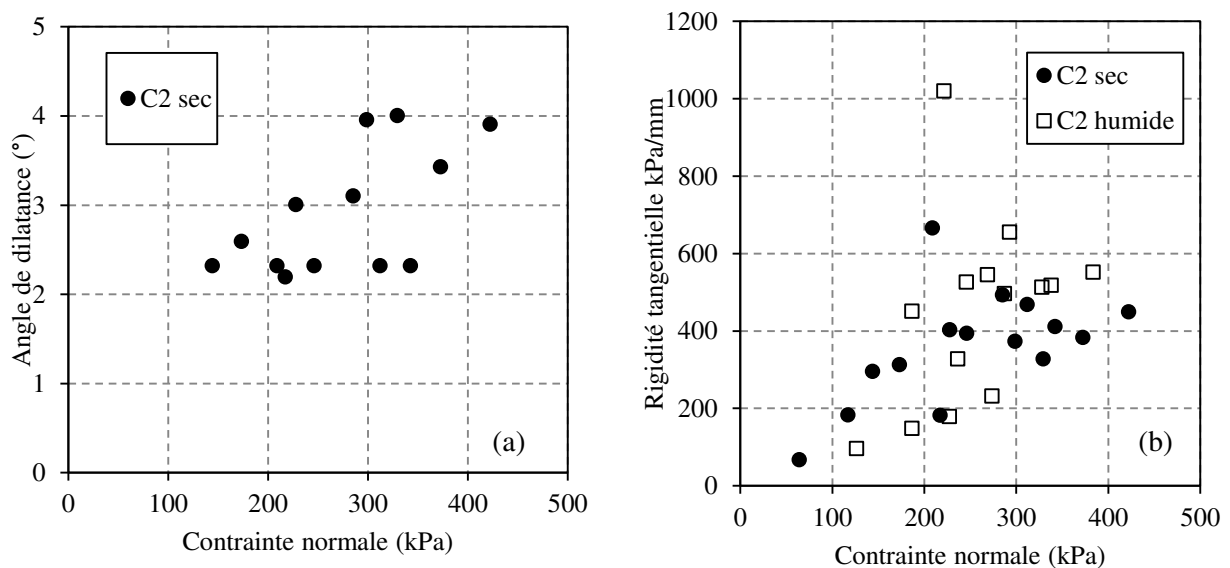 5
4
3
2
1
0
Angle de dilatance (°)
C2 sec
(a)
0
100
200
300
400
500
Contrainte normale (kPa)
1200
1000
800
600
400
200
0
Rigidité tangentielle kPa/mm
C2 sec
C2 humide
(b)
0
100
200
300
400
500
Contrainte normale (kPa)